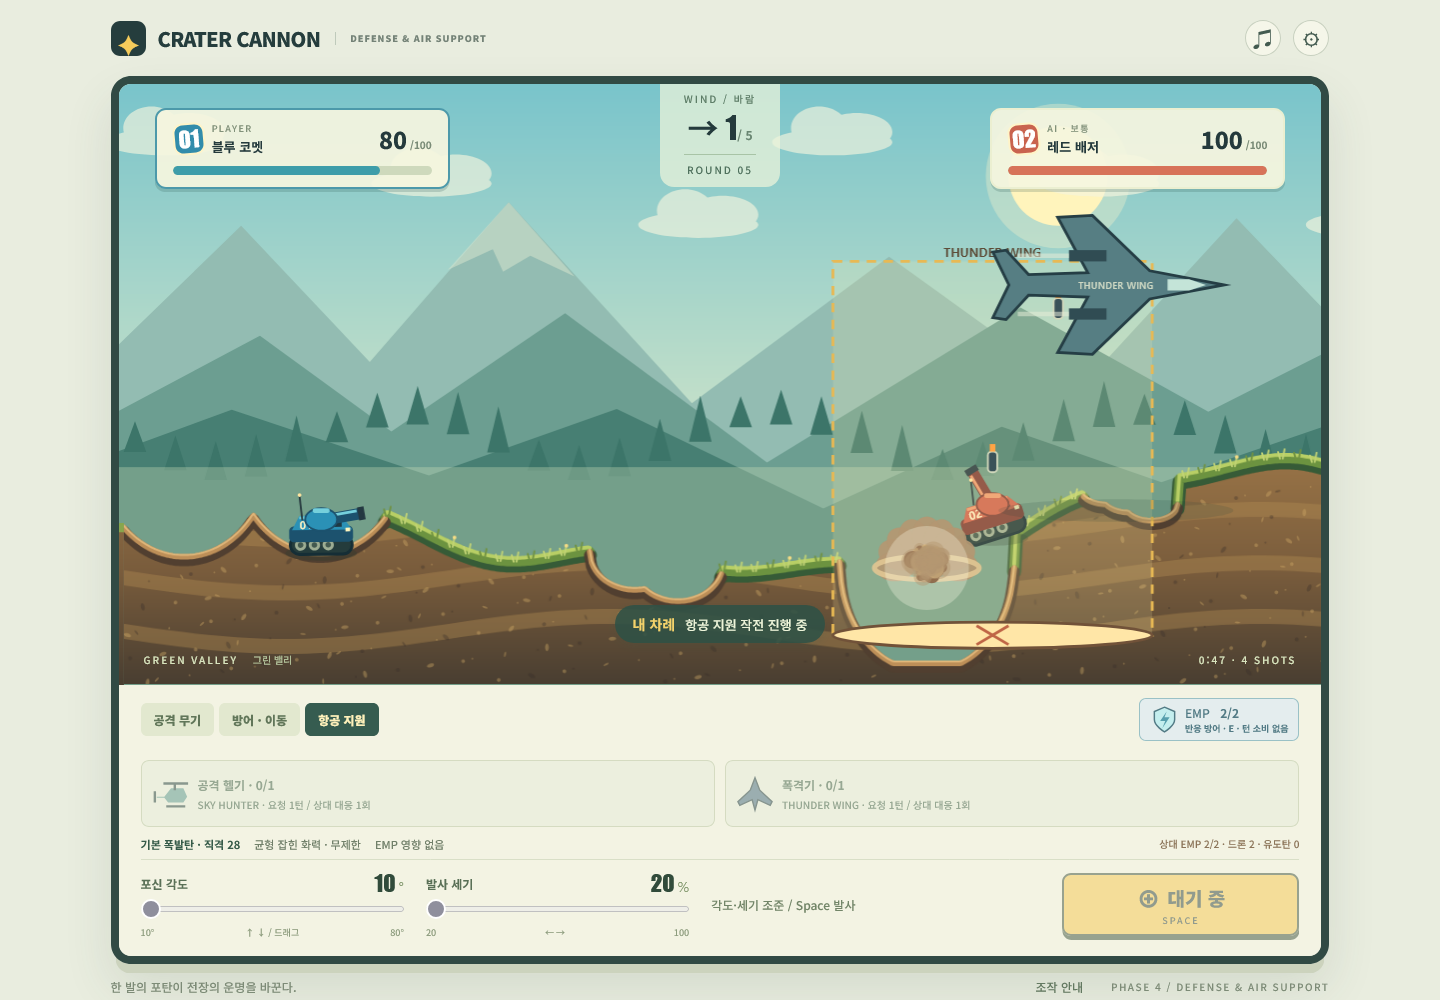 CRATER CANNON DEFENSE & AIR SUPPORT
WIND / 바람
→ 1 / 5
ROUND 05
01 PLAYER
블루 코멧 80 /100
02 AI · 보통
레드 배저 100 /100
THUNDER WING
THUNDER WING
02
내 차례 항공 지원 작전 진행 중
GREEN VALLEY 그린 밸리
0:47 · 4 SHOTS
공격 무기 방어 · 이동 항공 지원
EMP 2/2
반응 방어 · E · 턴 소비 없음
공격 헬기 · 0/1
SKY HUNTER · 요청 1턴 / 상대 대응 1회
폭격기 · 0/1
THUNDER WING · 요청 1턴 / 상대 대응 1회
기본 폭발탄 · 직격 28 균형 잡힌 화력 · 무제한 EMP 영향 없음
상대 EMP 2/2 · 드론 2 · 유도탄 0
포신 각도 10 °
10° ↑ ↓ / 드래그 80°
발사 세기 20 %
20 ←→ 100
각도·세기 조준 / Space 발사
대기 중
SPACE
한 발의 포탄이 전장의 운명을 바꾼다.
조작 안내 PHASE 4 / DEFENSE & AIR SUPPORT